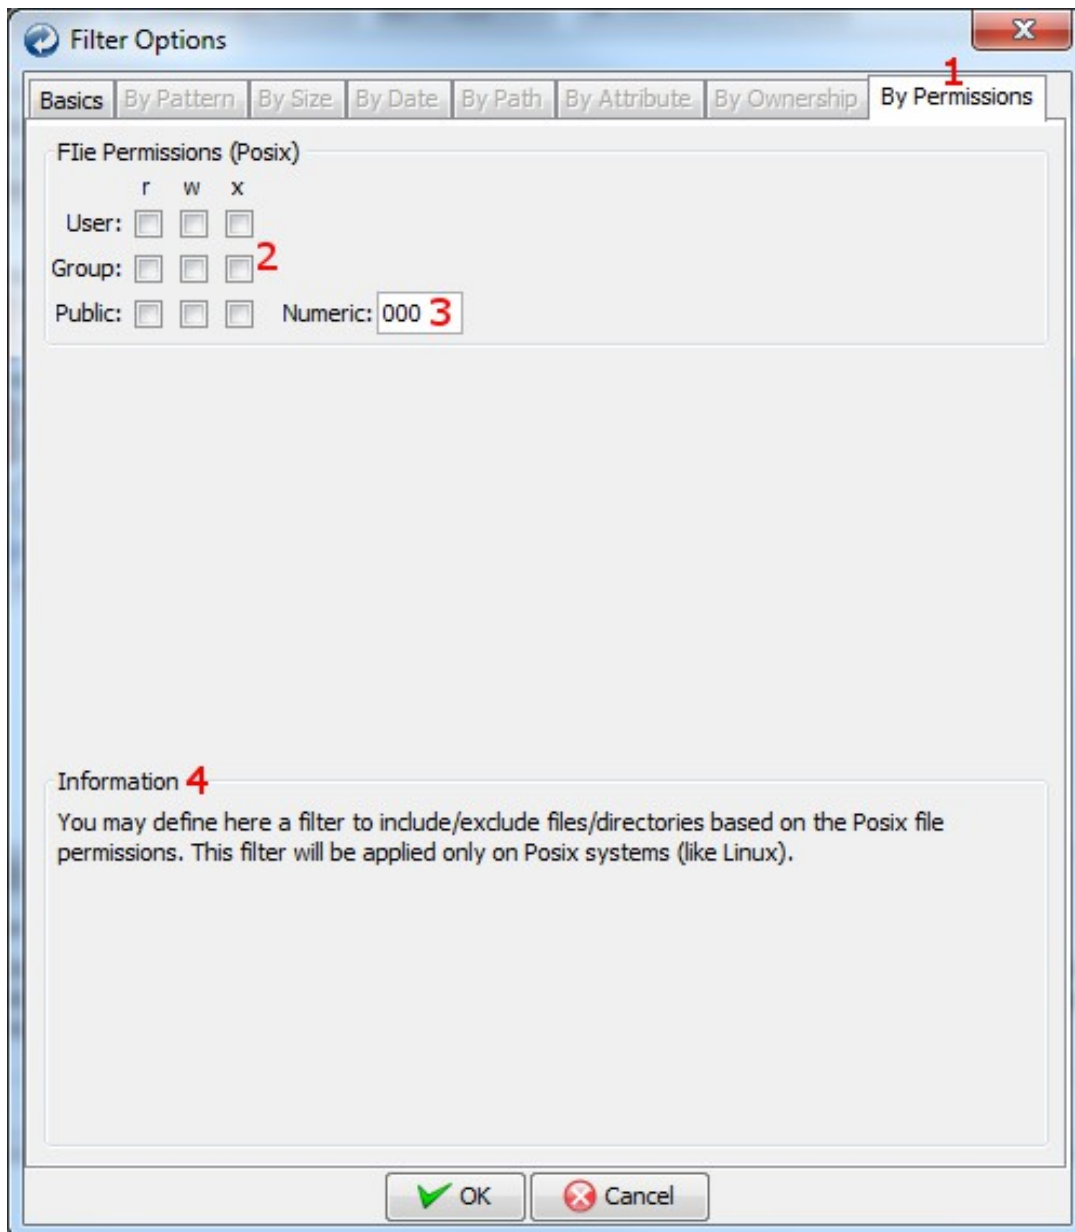 Filter Options
X
1
Basics By Pattern By Size By Date By Path By Attribute By Ownership By Permissions
FIie Permissions (Posix)
r w x
User:
Group: 2
Public: Numeric: 000 3
Information 4
You may define here a filter to include/exclude files/directories based on the Posix file
permissions. This filter will be applied only on Posix systems (like Linux).
OK Cancel